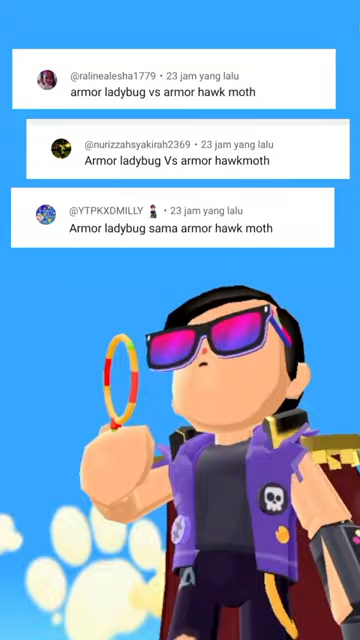 @ralinealesha1779 • 23 jam yang lalu
armor ladybug vs armor hawk moth
@nurizzahsyakirah2369 • 23 jam yang lalu
Armor ladybug Vs armor hawkmoth
@YTPKXDMILLY • 23 jam yang lalu
Armor ladybug sama armor hawk moth